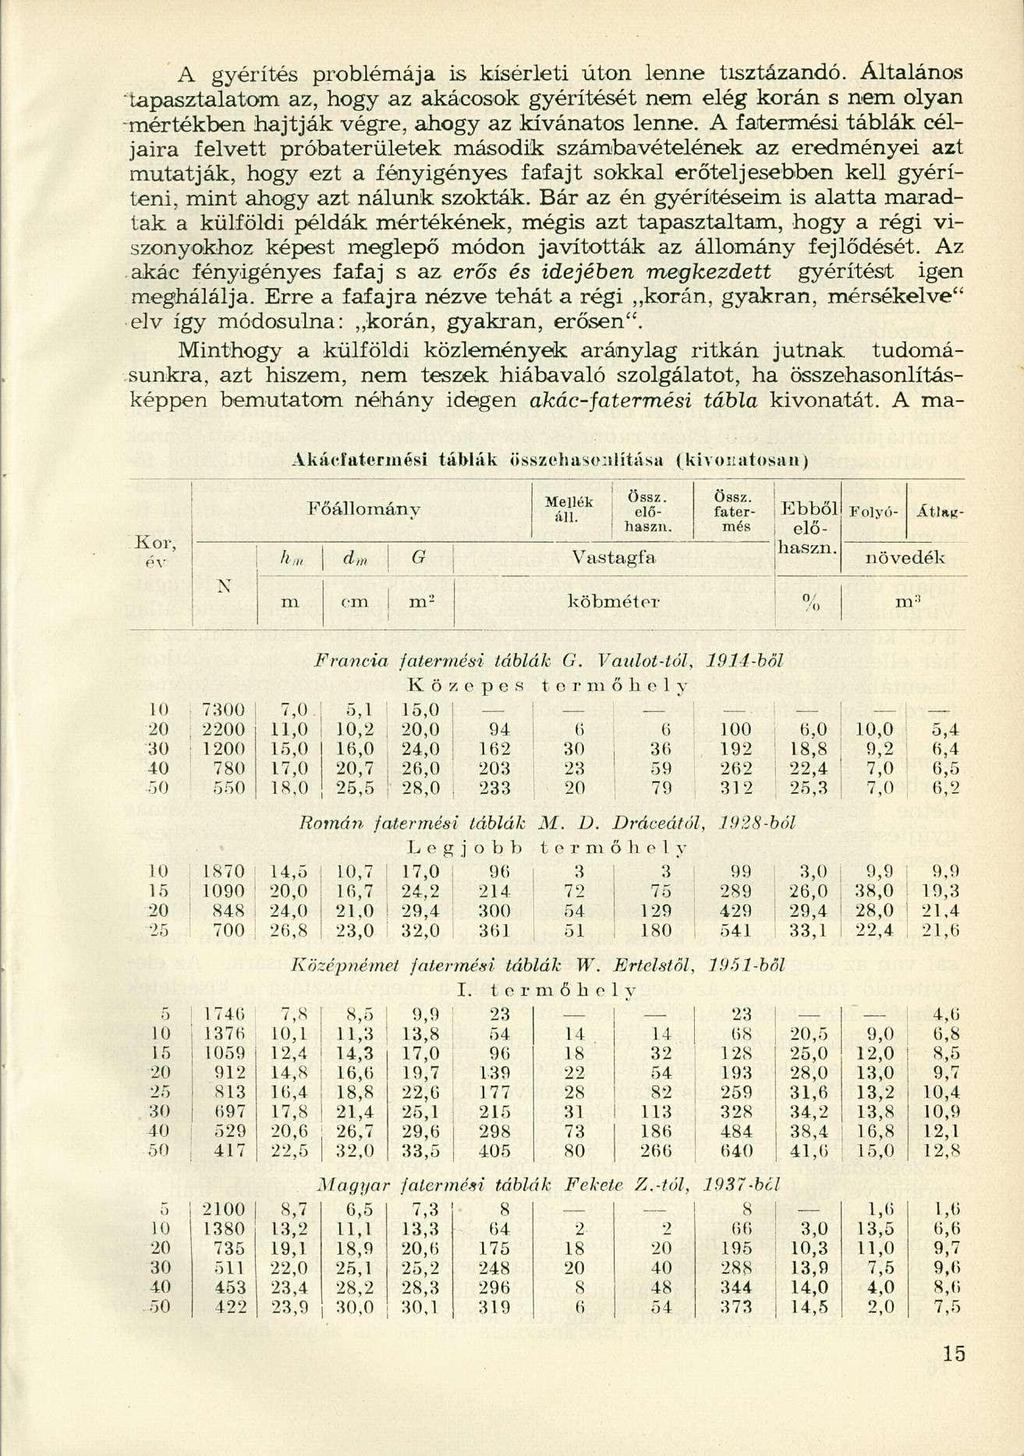 A gyérítés problémája is kísérleti úton lenne tisztázandó. Általános
tapasztalatom az, hogy az akácosok gyérítését nem elég korán s nem olyan
mértékben hajtják végre, ahogy az kívánatos lenne. A fatermési táblák cél-
jaira felvett próbaterületek második számbavételének az eredményei azt
mutatják, hogy ezt a fényigényes fafajt sokkal erőteljesebben kell gyérí-
teni, mint ahogy azt nálunk szokták. Bár az én gyérítéseim is alatta marad-
tak a külföldi példák mértékének, mégis azt tapasztaltam, hogy a régi vi-
szonyokhoz képest meglepő módon javították az állomány fejlődését. Az
akác fényigényes fafaj s az erős és idejében megkezdett gyérítést igen
meghálálja. Erre a fafajra nézve tehát a régi „korán, gyakran, mérsékelve“
elv így módosulna: „korán, gyakran, erősen“.
Minthogy a külföldi közlemények aránylag ritkán jutnak tudomá-
sunkra, azt hiszem, nem teszek hiábavaló szolgálatot, ha összehasonlítás-
képpen bemutatom néhány idegen akác-fatermési tábla kivonatát. A ma-
Akácfatermési táblák összehasonlítása (kivonatosan)
Kor, év | Főállomány | Mellék áll. | Össz. elő- haszn. | Össz. fater- més | Ebből elő- haszn. | Folyó- | Átlag-
N | hm | dm | G | Vastagfa | növedék
m | cm | m² | köbméter | % | m³
Francia fatermési táblák G. Vaulot-tól, 1914-ből
Közepes termőhely
10 | 7300 | 7,0 | 5,1 | 15,0 | — | — | — | — | — | — | —
20 | 2200 | 11,0 | 10,2 | 20,0 | 94 | 6 | 6 | 100 | 6,0 | 10,0 | 5,4
30 | 1200 | 15,0 | 16,0 | 24,0 | 162 | 30 | 36 | 192 | 18,8 | 9,2 | 6,4
40 | 780 | 17,0 | 20,7 | 26,0 | 203 | 23 | 59 | 262 | 22,4 | 7,0 | 6,5
50 | 550 | 18,0 | 25,5 | 28,0 | 233 | 20 | 79 | 312 | 25,3 | 7,0 | 6,2
Román fatermési táblák M. D. Dráceától, 1928-ból
Legjobb termőhely
10 | 1870 | 14,5 | 10,7 | 17,0 | 96 | 3 | 3 | 99 | 3,0 | 9,9 | 9,9
15 | 1090 | 20,0 | 16,7 | 24,2 | 214 | 72 | 75 | 289 | 26,0 | 38,0 | 19,3
20 | 848 | 24,0 | 21,0 | 29,4 | 300 | 54 | 129 | 429 | 29,4 | 28,0 | 21,4
25 | 700 | 26,8 | 23,0 | 32,0 | 361 | 51 | 180 | 541 | 33,1 | 22,4 | 21,6
Középnémet fatermési táblák W. Ertelstől, 1951-ből
I. termőhely
5 | 1746 | 7,8 | 8,5 | 9,9 | 23 | — | — | 23 | — | — | 4,6
10 | 1376 | 10,1 | 11,3 | 13,8 | 54 | 14 | 14 | 68 | 20,5 | 9,0 | 6,8
15 | 1059 | 12,4 | 14,3 | 17,0 | 96 | 18 | 32 | 128 | 25,0 | 12,0 | 8,5
20 | 912 | 14,8 | 16,6 | 19,7 | 139 | 22 | 54 | 193 | 28,0 | 13,0 | 9,7
25 | 813 | 16,4 | 18,8 | 22,6 | 177 | 28 | 82 | 259 | 31,6 | 13,2 | 10,4
30 | 697 | 17,8 | 21,4 | 25,1 | 215 | 31 | 113 | 328 | 34,2 | 13,8 | 10,9
40 | 529 | 20,6 | 26,7 | 29,6 | 298 | 73 | 186 | 484 | 38,4 | 16,8 | 12,1
50 | 417 | 22,5 | 32,0 | 33,5 | 405 | 80 | 266 | 640 | 41,6 | 15,0 | 12,8
Magyar fatermési táblák Fekete Z.-tól, 1937-ből
5 | 2100 | 8,7 | 6,5 | 7,3 | 8 | — | — | 8 | — | 1,6 | 1,6
10 | 1380 | 13,2 | 11,1 | 13,3 | 64 | 2 | 2 | 66 | 3,0 | 13,5 | 6,6
20 | 735 | 19,1 | 18,9 | 20,6 | 175 | 18 | 20 | 195 | 10,3 | 11,0 | 9,7
30 | 511 | 22,0 | 25,1 | 25,2 | 248 | 20 | 40 | 288 | 13,9 | 7,5 | 9,6
40 | 453 | 23,4 | 28,2 | 28,3 | 296 | 8 | 48 | 344 | 14,0 | 4,0 | 8,6
50 | 422 | 23,9 | 30,0 | 30,1 | 319 | 6 | 54 | 373 | 14,5 | 2,0 | 7,5
15